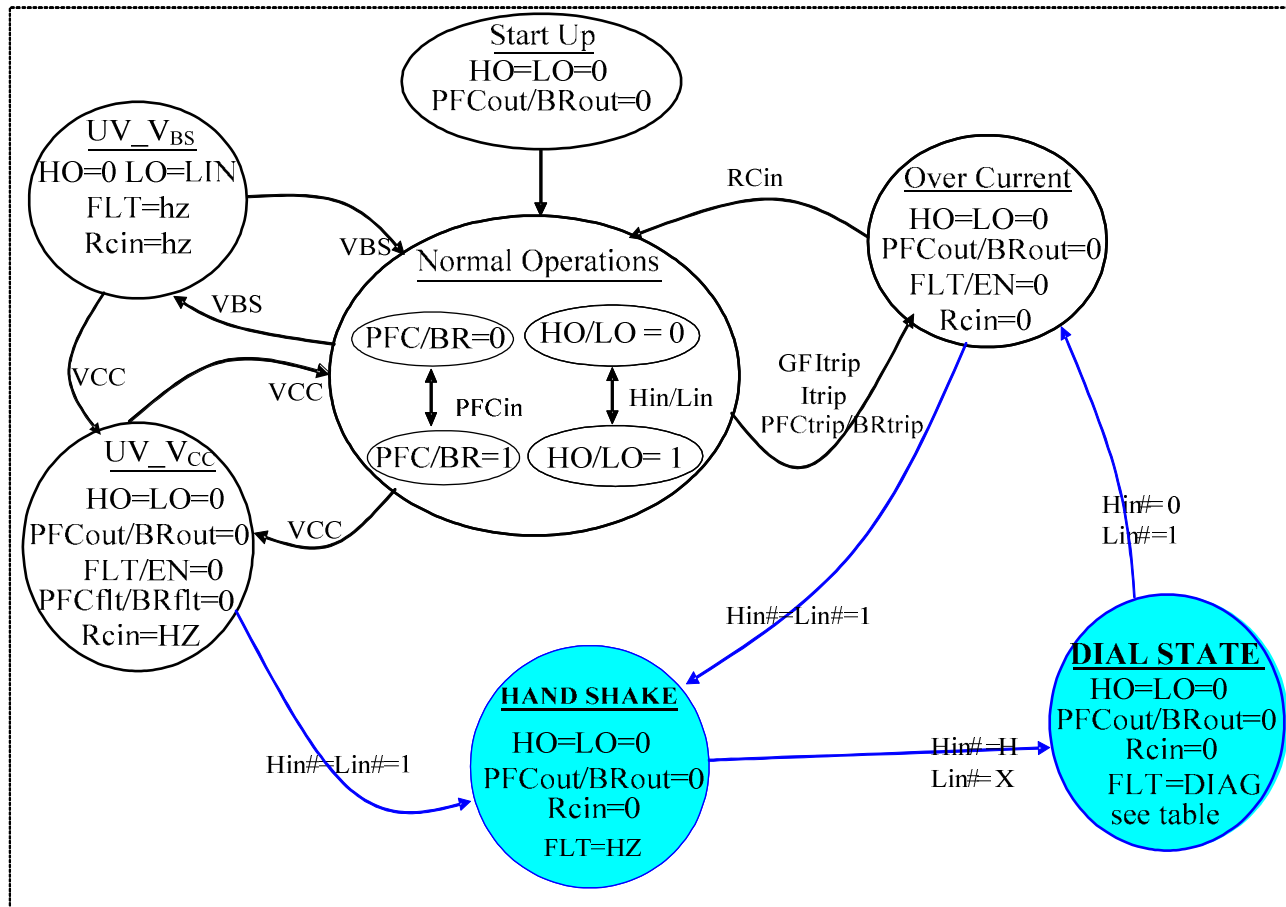 Start Up
HO=LO=0
PFCout/BRout=0
UV_VBS
HO=0 LO=LIN
FLT=hz
Rcin=hz
VBS
VBS
RCin
Over Current
HO=LO=0
PFCout/BRout=0
FLT/EN=0
Rcin=0
Normal Operations
PFC/BR=0
HO/LO = 0
PFCin
Hin/Lin
PFC/BR=1
HO/LO= 1
GFItrip
Itrip
PFCtrip/BRtrip
VCC
VCC
VCC
UV_VCC
HO=LO=0
PFCout/BRout=0
FLT/EN=0
PFCflt/BRflt=0
Rcin=HZ
Hin#=Lin#=1
Hin#=Lin#=1
Hin#=0
Lin#=1
HAND SHAKE
HO=LO=0
PFCout/BRout=0
Rcin=0
FLT=HZ
Hin#=H
Lin#=X
DIAL STATE
HO=LO=0
PFCout/BRout=0
Rcin=0
FLT=DIAG
see table